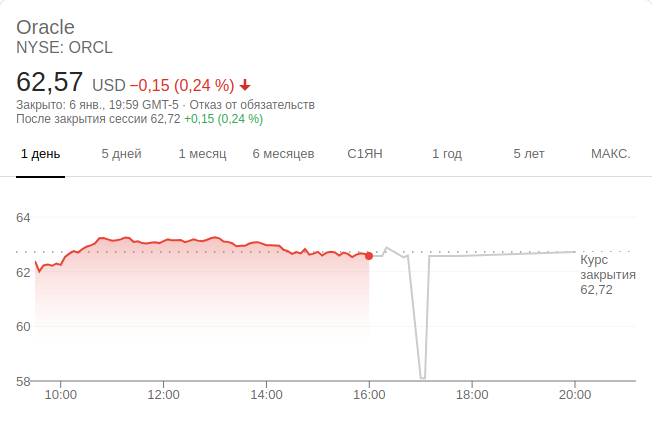 Oracle
NYSE: ORCL
62,57 USD −0,15 (0,24 %)
Закрыто: 6 янв., 19:59 GMT-5 · Отказ от обязательств
После закрытия сессии 62,72 +0,15 (0,24 %)
1 день 5 дней 1 месяц 6 месяцев С1ЯН 1 год 5 лет МАКС.
64
62
60
58
Курс
закрытия
62,72
10:00 12:00 14:00 16:00 18:00 20:00